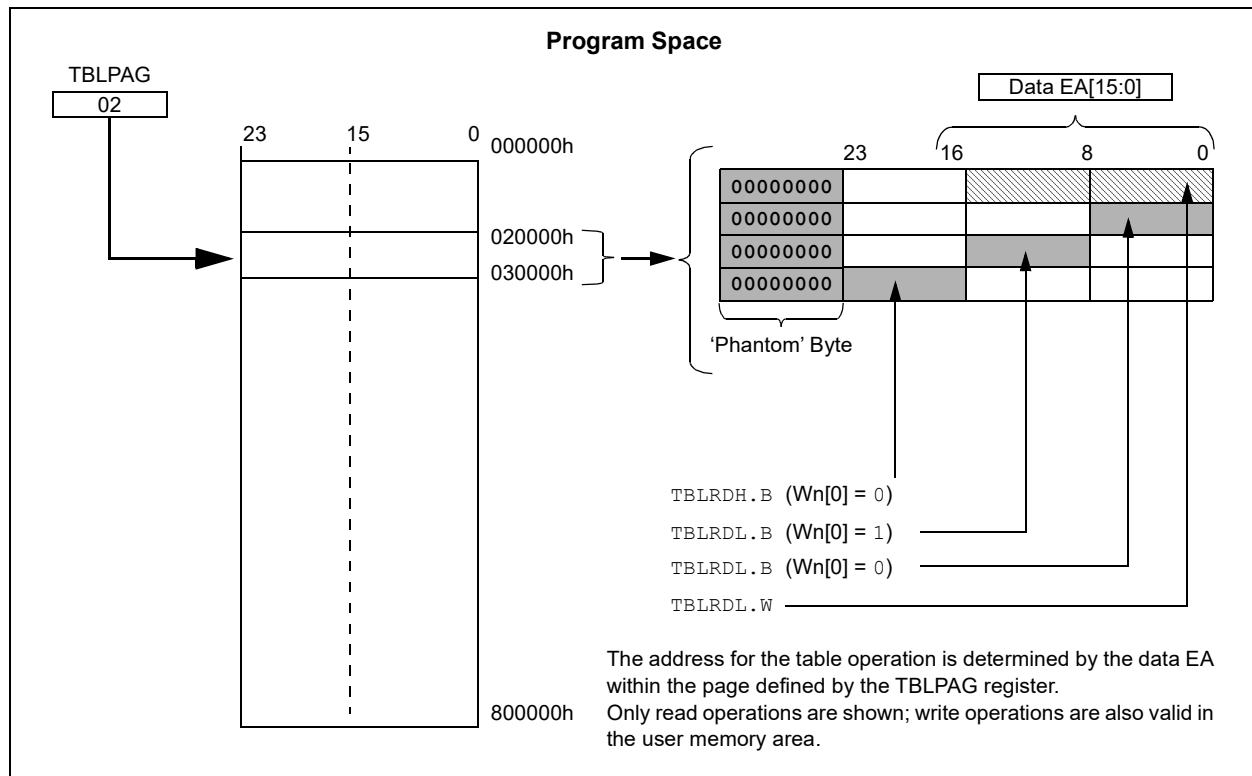 Program Space
TBLPAG
02
Data EA[15:0]
23 15 0
000000h
23 16 8 0
00000000
00000000
00000000
00000000
020000h
030000h
‘Phantom’ Byte
TBLRDH.B (Wn[0] = 0)
TBLRDL.B (Wn[0] = 1)
TBLRDL.B (Wn[0] = 0)
TBLRDL.W
The address for the table operation is determined by the data EA
within the page defined by the TBLPAG register.
Only read operations are shown; write operations are also valid in
the user memory area.
800000h